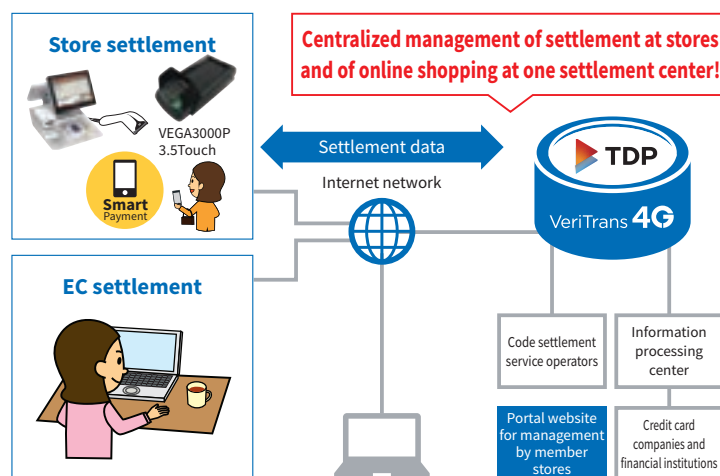 Store settlement
VEGA3000P
3.5Touch
Smart
Payment
Centralized management of settlement at stores
and of online shopping at one settlement center!
Settlement data
Internet network
TDP
VeriTrans 4G
EC settlement
Code settlement
service operators
Information
processing
center
Portal website
for management
by member
stores
Credit card
companies and
financial institutions